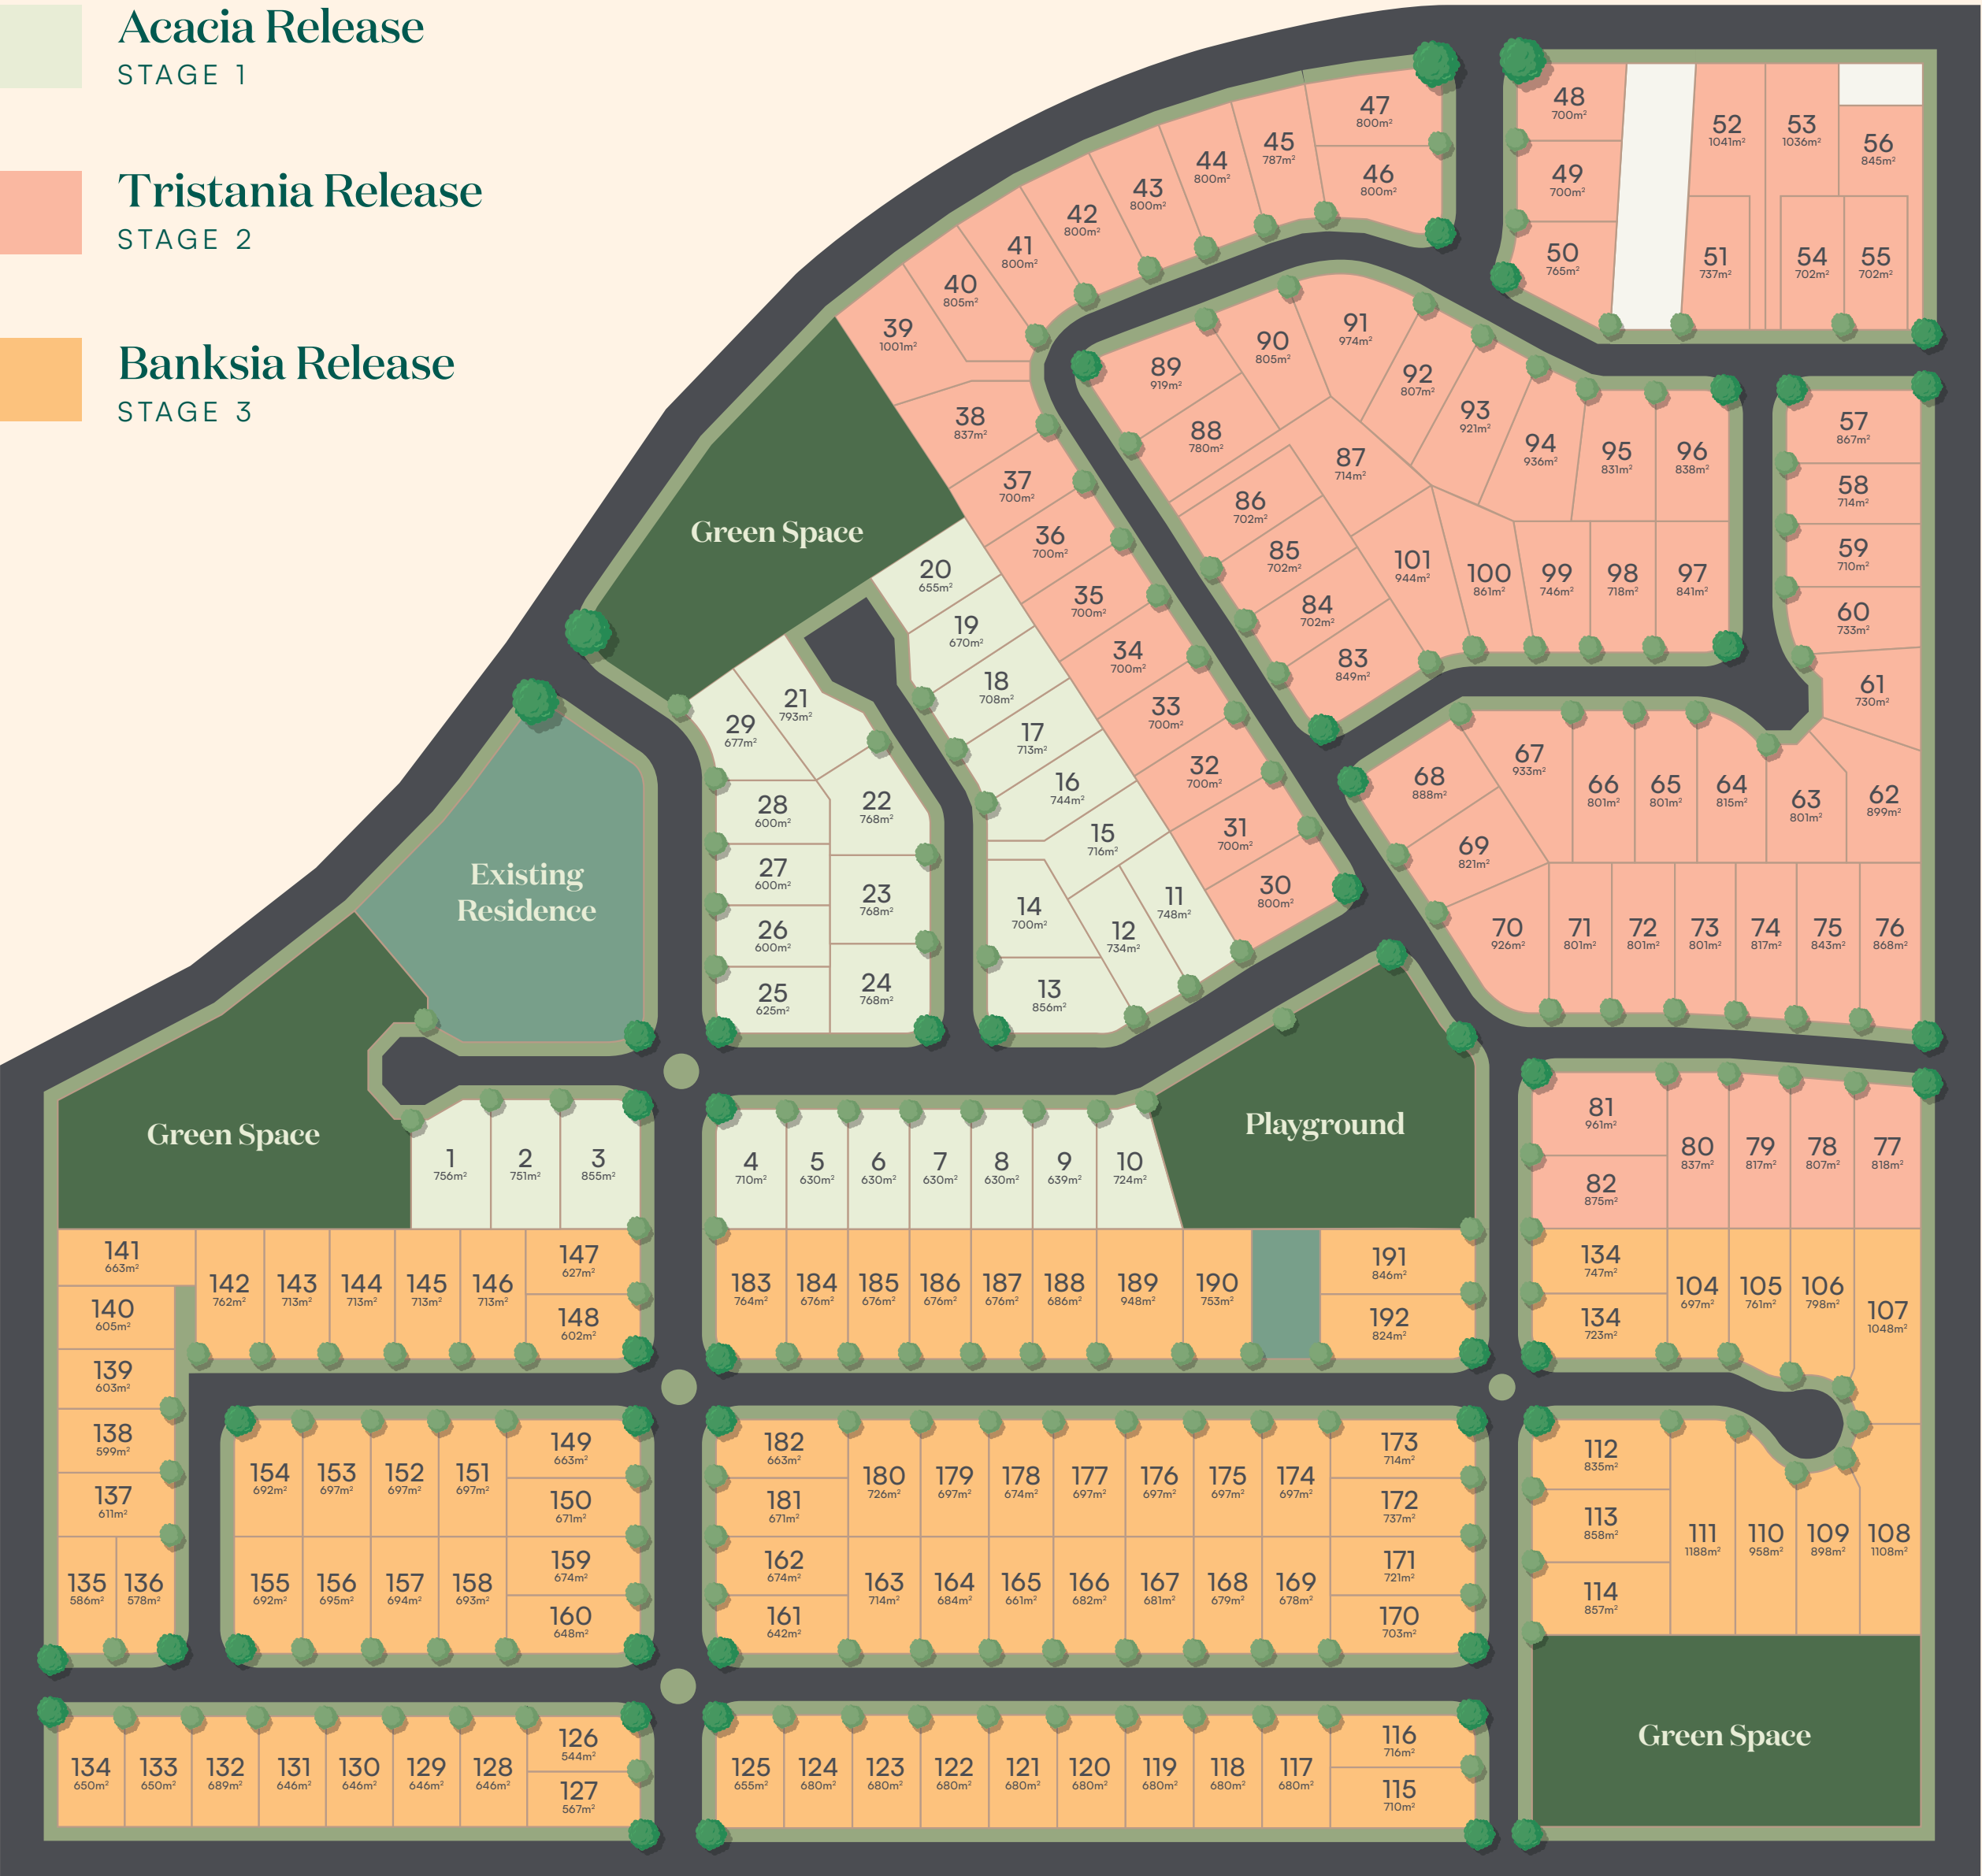 Acacia Release
STAGE 1
Tristania Release
STAGE 2
Banksia Release
STAGE 3
47
800m²
46
800m²
45
787m²
44
800m²
43
800m²
42
800m²
41
800m²
40
805m²
39
1001m²
38
837m²
37
700m²
36
700m²
35
700m²
34
700m²
33
700m²
32
700m²
31
700m²
30
800m²
48
700m²
49
700m²
50
765m²
52
1041m²
53
1036m²
56
845m²
51
737m²
54
702m²
55
702m²
89
919m²
90
805m²
91
974m²
92
807m²
93
921m²
94
936m²
95
831m²
96
838m²
88
780m²
87
714m²
86
702m²
85
702m²
84
702m²
83
849m²
101
944m²
100
861m²
99
746m²
98
718m²
97
841m²
57
867m²
58
714m²
59
710m²
60
733m²
61
730m²
62
899m²
63
801m²
64
815m²
65
801m²
66
801m²
67
933m²
68
888m²
69
821m²
70
926m²
71
801m²
72
801m²
73
801m²
74
817m²
75
843m²
76
868m²
Green Space
20
655m²
19
670m²
18
708m²
17
713m²
16
744m²
15
716m²
14
700m²
13
856m²
12
734m²
11
748m²
21
793m²
29
677m²
28
600m²
27
600m²
26
600m²
25
625m²
22
768m²
23
768m²
24
768m²
Existing
Residence
Green Space
Playground
1
756m²
2
751m²
3
855m²
4
710m²
5
630m²
6
630m²
7
630m²
8
630m²
9
639m²
10
724m²
81
961m²
82
875m²
80
837m²
79
817m²
78
807m²
77
818m²
141
663m²
142
762m²
143
713m²
144
713m²
145
713m²
146
713m²
147
627m²
148
602m²
140
605m²
139
603m²
138
599m²
137
611m²
135
586m²
136
578m²
183
764m²
184
676m²
185
676m²
186
676m²
187
676m²
188
686m²
189
948m²
190
753m²
191
846m²
192
824m²
134
747m²
134
723m²
104
697m²
105
761m²
106
798m²
107
1048m²
154
692m²
153
697m²
152
697m²
151
697m²
149
663m²
150
671m²
155
692m²
156
695m²
157
694m²
158
693m²
159
674m²
160
648m²
182
663m²
181
671m²
180
726m²
179
697m²
178
674m²
177
697m²
176
697m²
175
697m²
174
697m²
173
714m²
172
737m²
162
674m²
161
642m²
163
714m²
164
684m²
165
661m²
166
682m²
167
681m²
168
679m²
169
678m²
171
721m²
170
703m²
112
835m²
113
858m²
114
857m²
111
1188m²
110
958m²
109
898m²
108
1108m²
Green Space
134
650m²
133
650m²
132
689m²
131
646m²
130
646m²
129
646m²
128
646m²
126
544m²
127
567m²
125
655m²
124
680m²
123
680m²
122
680m²
121
680m²
120
680m²
119
680m²
118
680m²
117
680m²
116
716m²
115
710m²